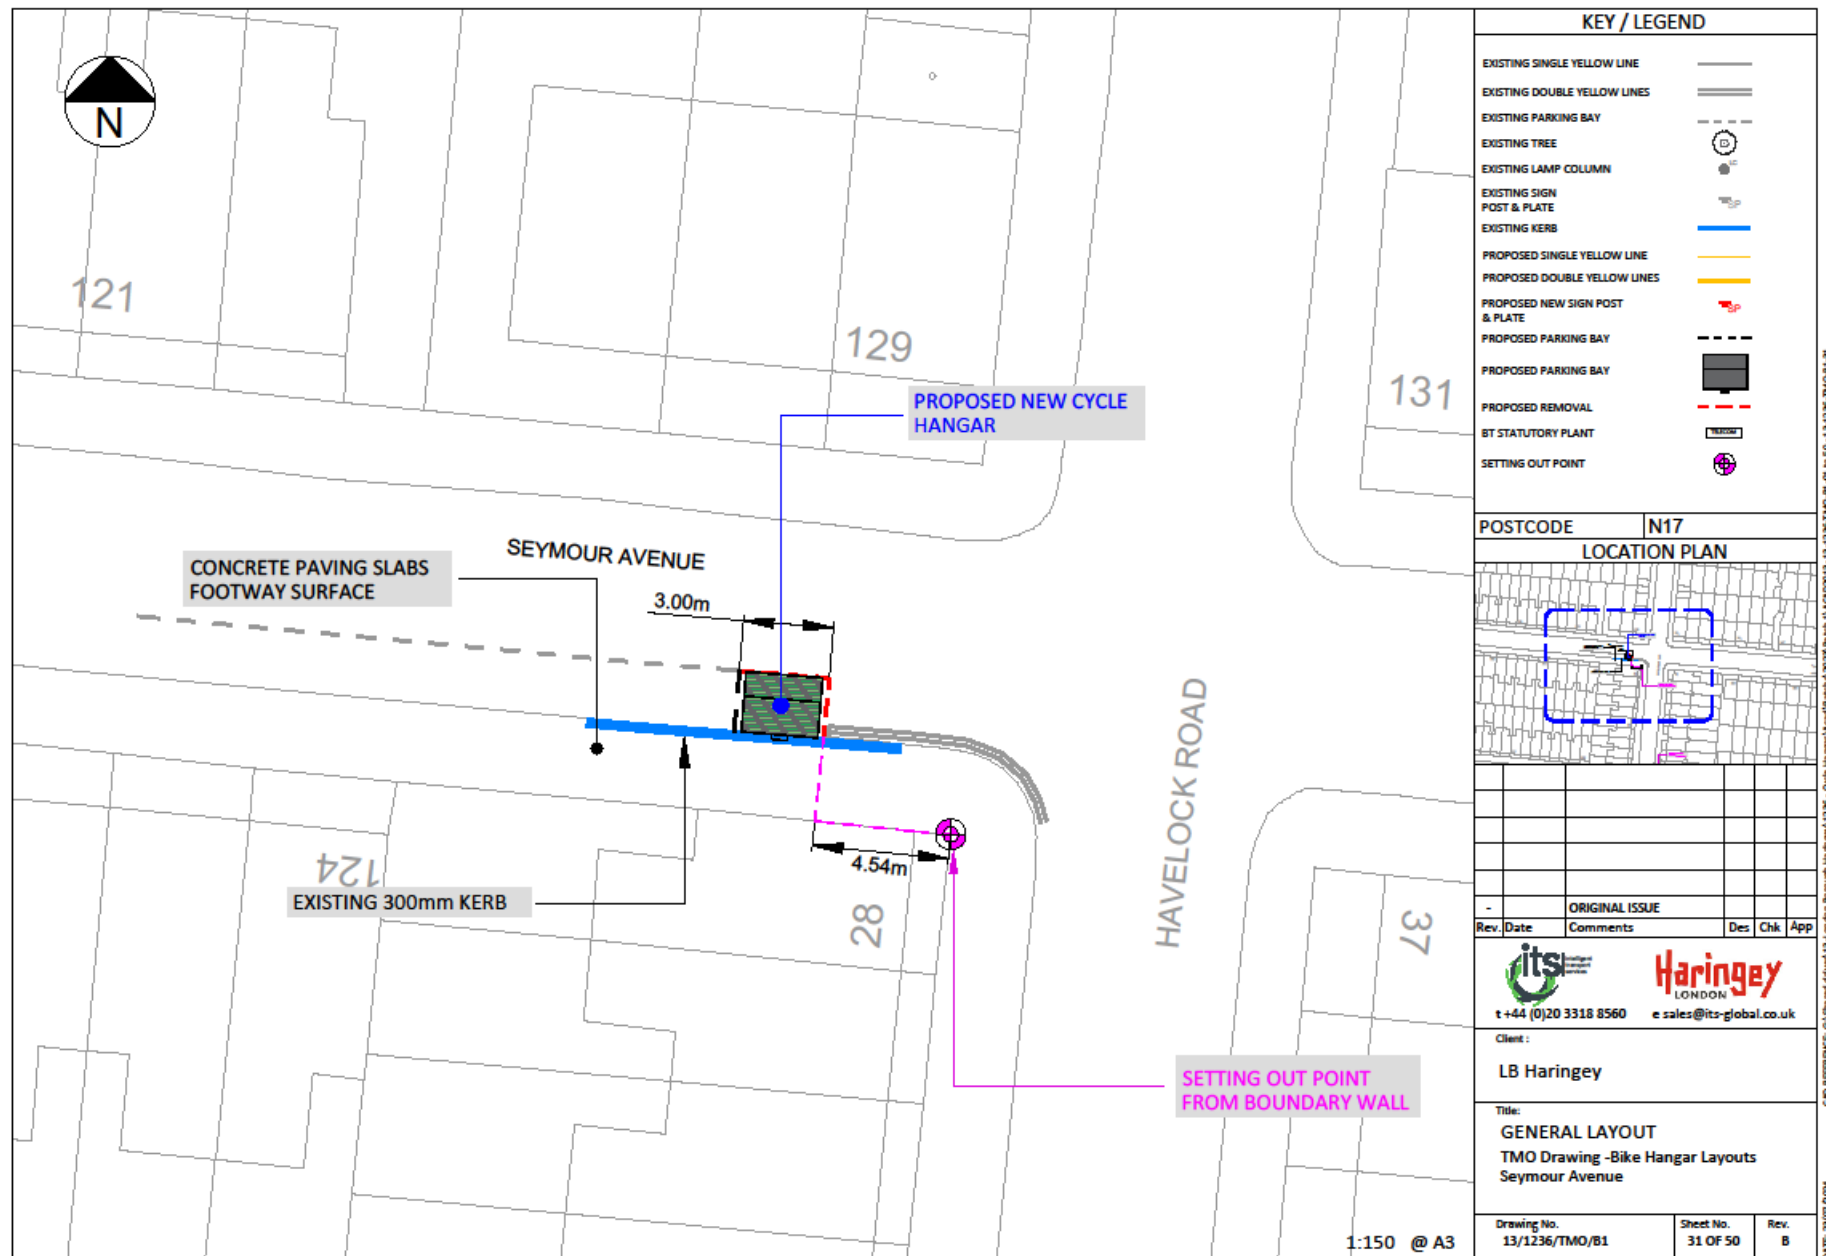 N
121
129
131
PROPOSED NEW CYCLE
HANGAR
SEYMOUR AVENUE
CONCRETE PAVING SLABS
FOOTWAY SURFACE
3.00m
HAVELOCK ROAD
4.54m
124
EXISTING 300mm KERB
28
37
SETTING OUT POINT
FROM BOUNDARY WALL
1:150 @ A3
KEY / LEGEND
EXISTING SINGLE YELLOW LINE
EXISTING DOUBLE YELLOW LINES
EXISTING PARKING BAY
EXISTING TREE
EXISTING LAMP COLUMN
LC
EXISTING SIGN
POST & PLATE
SP
EXISTING KERB
PROPOSED SINGLE YELLOW LINE
PROPOSED DOUBLE YELLOW LINES
PROPOSED NEW SIGN POST
& PLATE
SP
PROPOSED PARKING BAY
PROPOSED PARKING BAY
PROPOSED REMOVAL
BT STATUTORY PLANT
SETTING OUT POINT
POSTCODE N17
LOCATION PLAN
- ORIGINAL ISSUE
Rev. Date Comments Des Chk App
its intelligent transport services
Haringey
LONDON
t +44 (0)20 3318 8560 e sales@its-global.co.uk
Client :
LB Haringey
Title:
GENERAL LAYOUT
TMO Drawing -Bike Hangar Layouts
Seymour Avenue
Drawing No. Sheet No. Rev.
13/1236/TMO/B1 31 OF 50 B